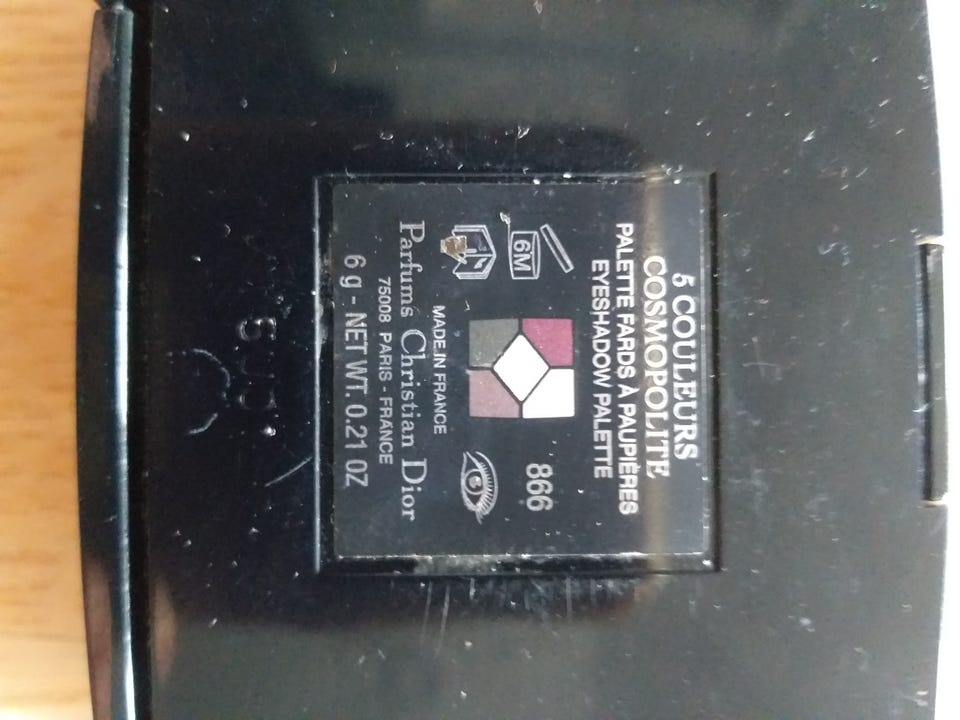 5 COULEURS
COSMOPOLITE
PALETTE FARDS À PAUPIÈRES
EYESHADOW PALETTE
6M
866
MADE IN FRANCE
Parfums Christian Dior
75008 PARIS - FRANCE
6 g - NET WT. 0.21 OZ